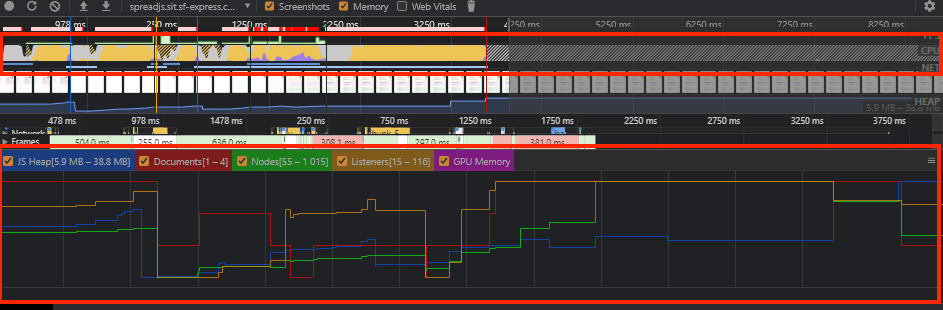 spreadjs.sit.sf-express.c... Screenshots Memory Web Vitals
978 ms 250 ms 1250 ms 2250 ms 3250 ms 4250 ms 5250 ms 6250 ms 7250 ms 8250 ms
CPU
NET
HEAP
5.9 MB – 38.8 MB
478 ms 978 ms 1478 ms 250 ms 750 ms 1250 ms 1750 ms 2250 ms 2750 ms 3250 ms 3750 ms
Network
Frames 504.0 ms 255.0 ms 636.0 ms 308.1 ms 297.0 ms 381.0 ms
JS Heap[5.9 MB – 38.8 MB] Documents[1 – 4] Nodes[55 – 1 015] Listeners[15 – 116] GPU Memory